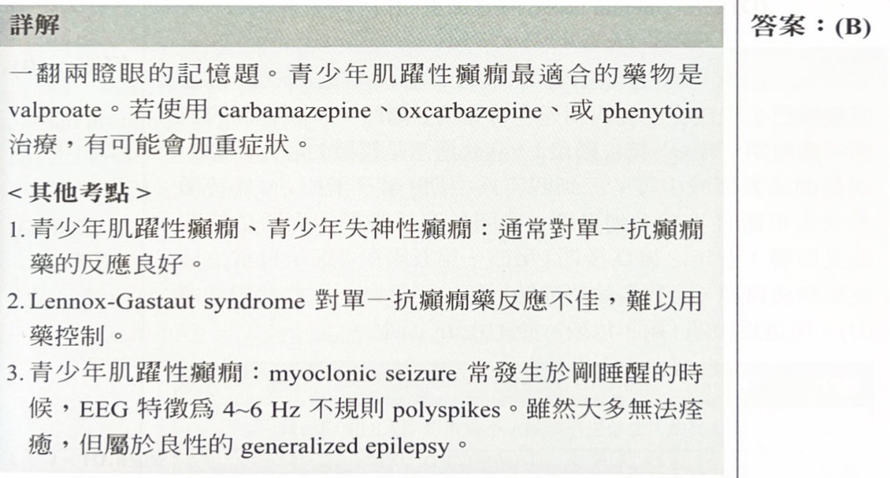 詳解
答案：(B)
一翻兩瞪眼的記憶題。青少年肌躍性癲癇最適合的藥物是
valproate。若使用 carbamazepine、oxcarbazepine、或 phenytoin
治療，有可能會加重症狀。
<其他考點>
1. 青少年肌躍性癲癇、青少年失神性癲癇：通常對單一抗癲癇
藥的反應良好。
2. Lennox-Gastaut syndrome 對單一抗癲癇藥反應不佳，難以用
藥控制。
3. 青少年肌躍性癲癇：myoclonic seizure 常發生於剛睡醒的時
候，EEG 特徵為 4~6 Hz 不規則 polyspikes。雖然大多無法痊
癒，但屬於良性的 generalized epilepsy。